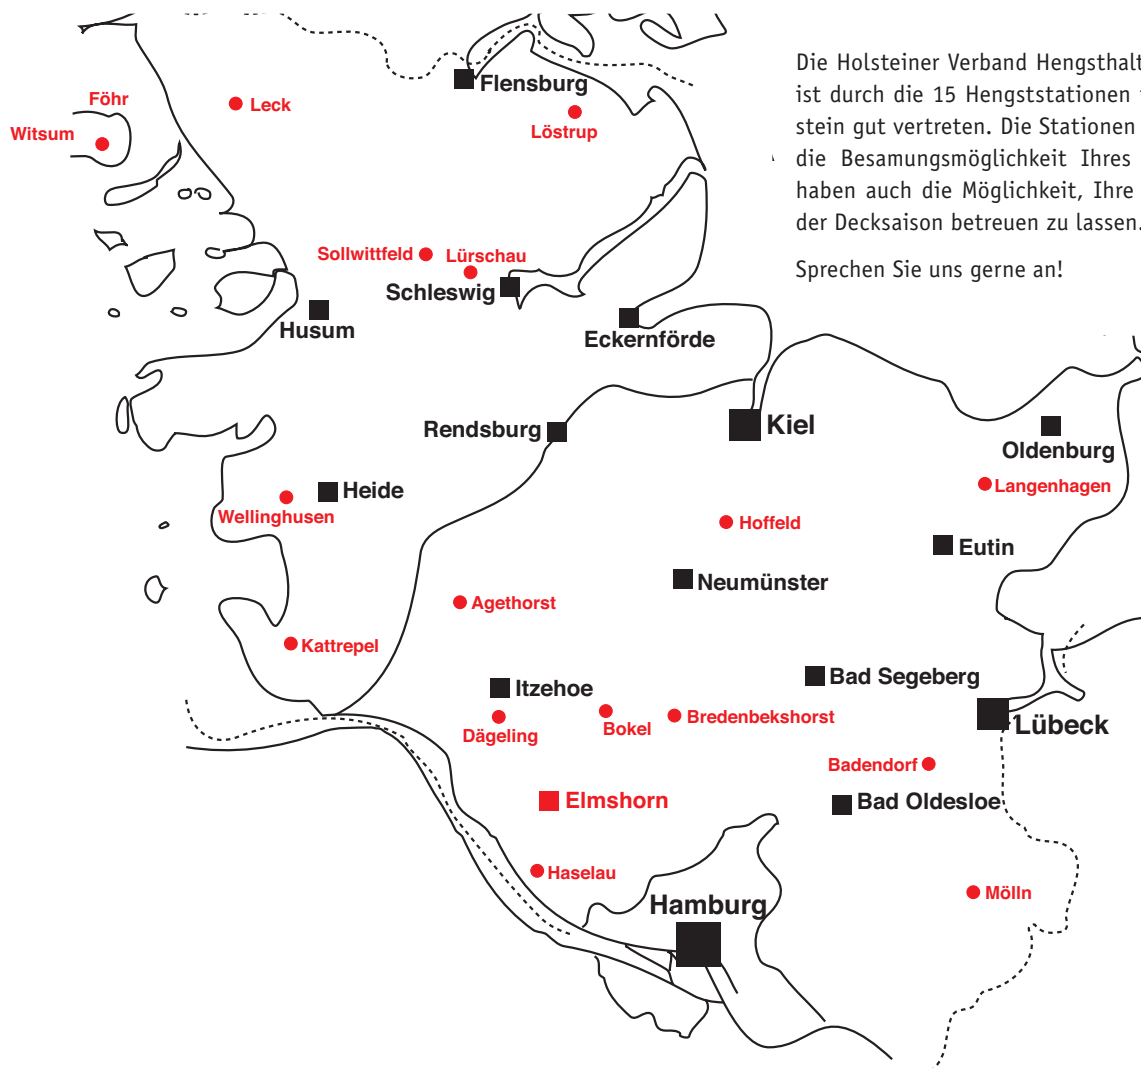 Die Holsteiner Verband Hengsthalt
ist durch die 15 Hengststationen
stein gut vertreten. Die Stationen
die Besamungsmöglichkeit Ihres
haben auch die Möglichkeit, Ihre
der Decksaison betreuen zu lassen.
Sprechen Sie uns gerne an!
Flensburg
Föhr
Leck
Witsum
Löstrup
Sollwittfeld
Lürschau
Schleswig
Husum
Eckernförde
Rendsburg
Kiel
Oldenburg
Heide
Langenhagen
Wellinghusen
Hoffeld
Eutin
Neumünster
Agethorst
Kattrepel
Bad Segeberg
Itzehoe
Bredenbekshorst
Lübeck
Bokel
Dägeling
Badendorf
Elmshorn
Bad Oldesloe
Haselau
Mölln
Hamburg